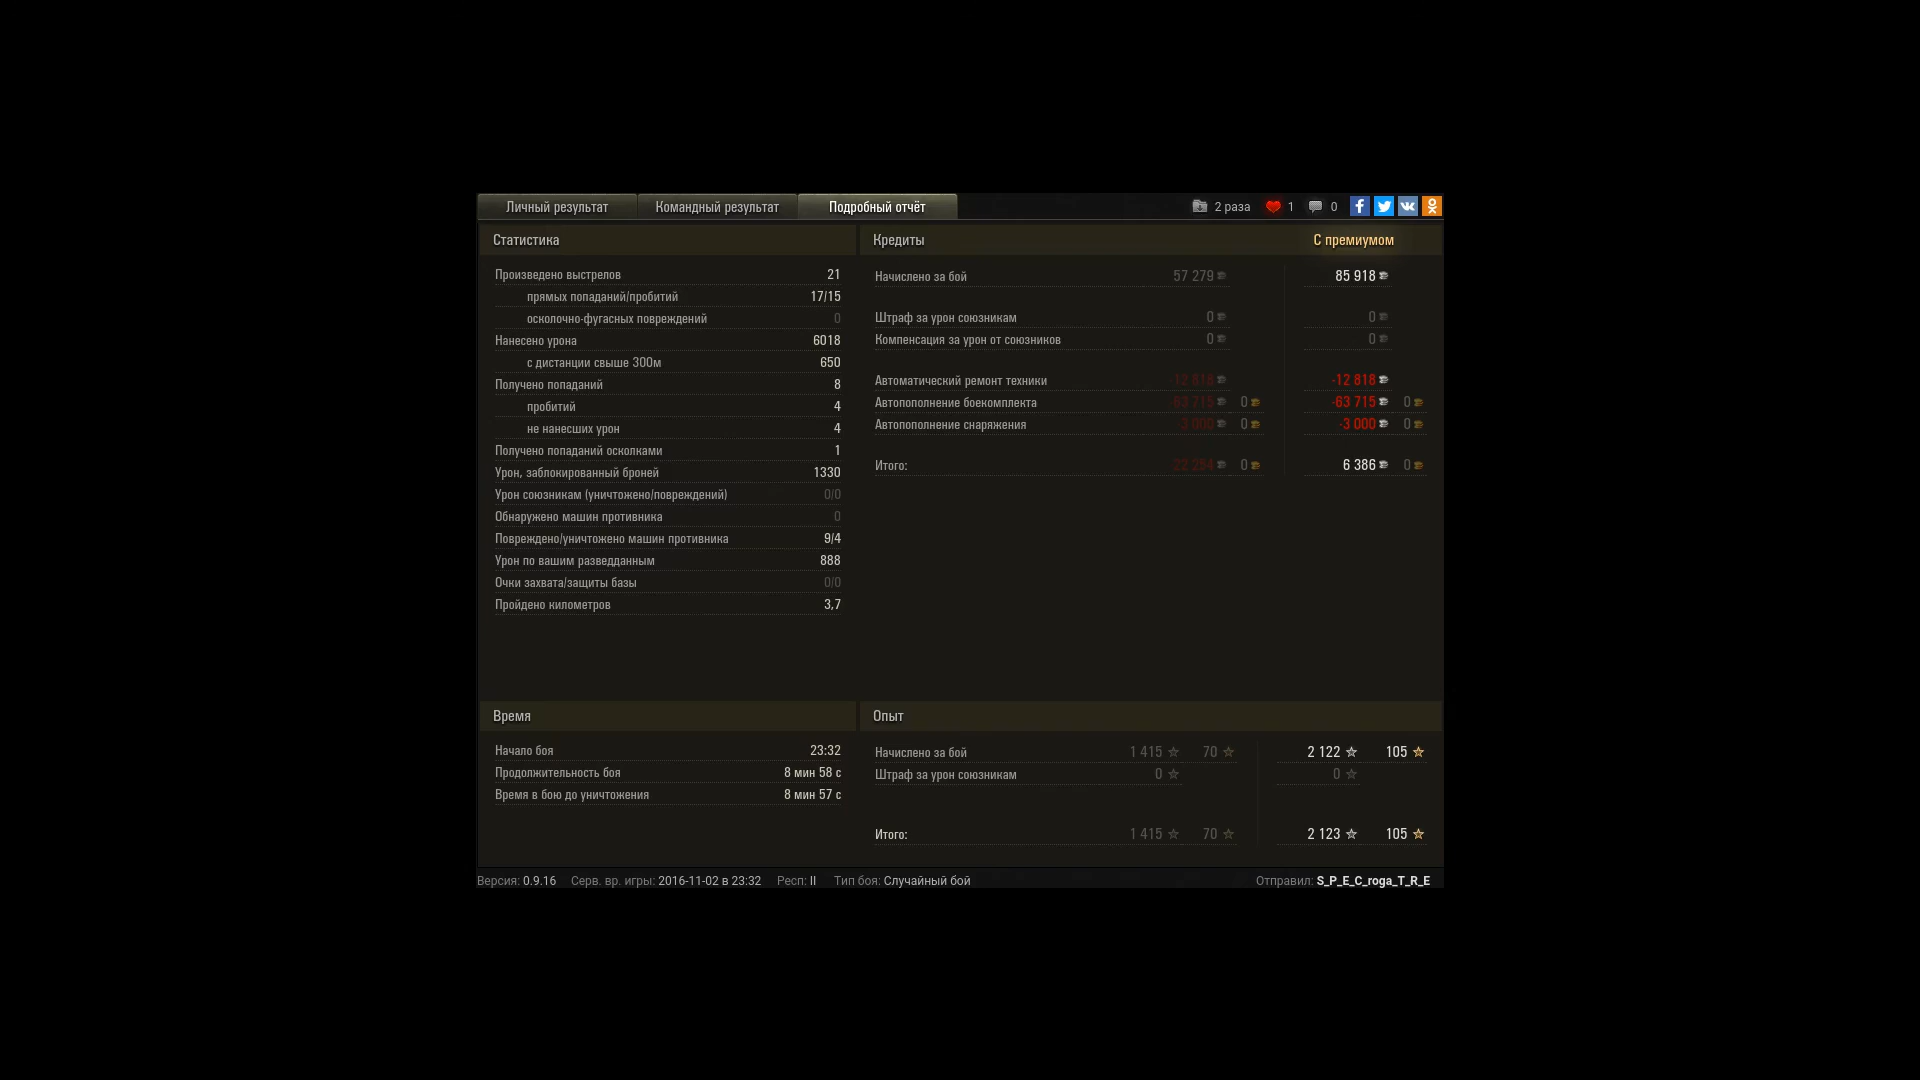 Личный результат Командный результат Подробный отчёт 2 раза 1 0
Статистика
Произведено выстрелов 21
прямых попаданий/пробитий 17/15
осколочно-фугасных повреждений 0
Нанесено урона 6018
с дистанции свыше 300м 650
Получено попаданий 8
пробитий 4
не нанесших урон 4
Получено попаданий осколками 1
Урон, заблокированный броней 1330
Урон союзникам (уничтожено/повреждений) 0/0
Обнаружено машин противника 0
Повреждено/уничтожено машин противника 9/4
Урон по вашим разведданным 888
Очки захвата/защиты базы 0/0
Пройдено километров 3,7
Кредиты С премиумом
Начислено за бой 57 279 85 918
Штраф за урон союзникам 0 0
Компенсация за урон от союзников 0 0
Автоматический ремонт техники -12 818 -12 818
Автопополнение боекомплекта -63 715 0 -63 715 0
Автопополнение снаряжения -3 000 0 -3 000 0
Итого: -22 254 0 6 386 0
Время
Начало боя 23:32
Продолжительность боя 8 мин 58 с
Время в бою до уничтожения 8 мин 57 с
Опыт
Начислено за бой 1 415 70 2 122 105
Штраф за урон союзникам 0 0
Итого: 1 415 70 2 123 105
Версия: 0.9.16 Серв. вр. игры: 2016-11-02 в 23:32 Респ: II Тип боя: Случайный бой Отправил: S_P_E_C_roga_T_R_E